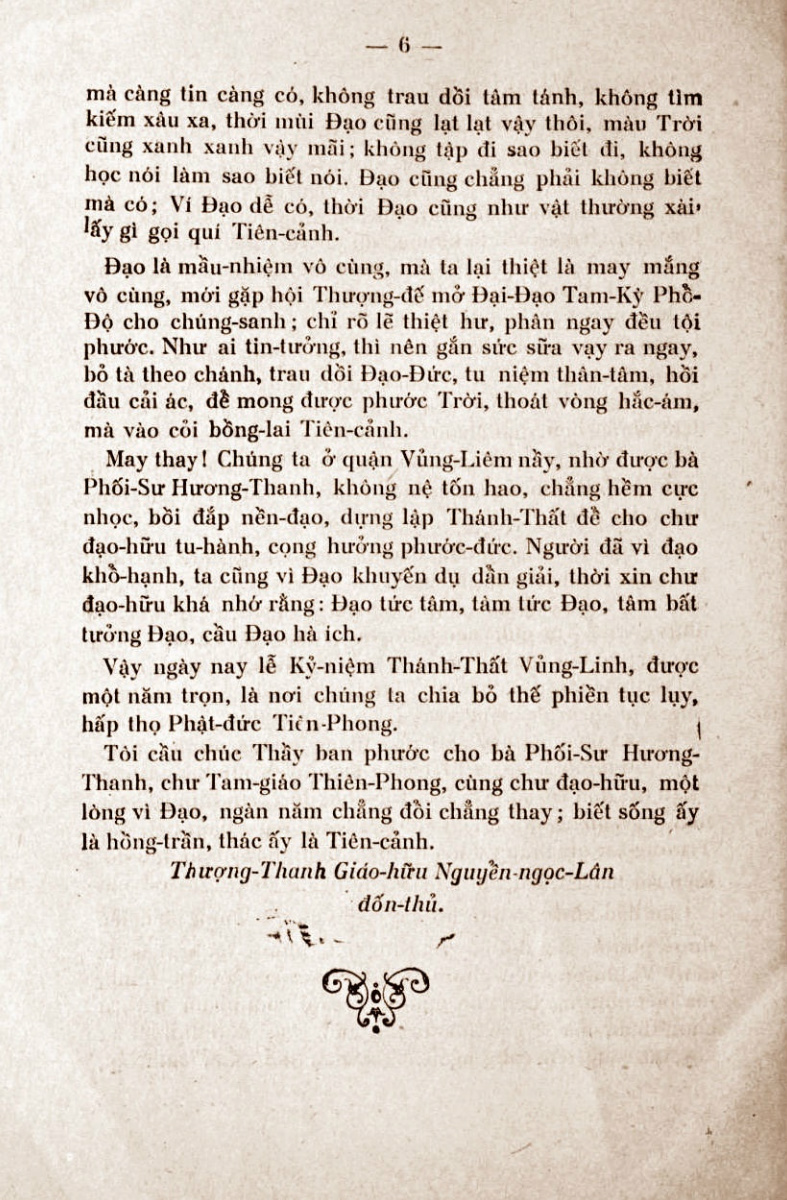 — 6 —
mà càng tin càng có, không trau dồi tâm tánh, không tìm
kiếm xâu xa, thời mùi Đạo cũng lạt lạt vậy thôi, màu Trời
cũng xanh xanh vậy mãi; không tập đi sao biết đi, không
học nói làm sao biết nói. Đạo cũng chẳng phải không biết
mà có; Ví Đạo dễ có, thời Đạo cũng như vật thường xài,
lấy gì gọi quí Tiên-cảnh.
Đạo là mầu-nhiệm vô cùng, mà ta lại thiệt là may mắng
vô cùng, mới gặp hội Thượng-đế mở Đại-Đạo Tam-Kỳ Phổ-
Độ cho chúng-sanh; chỉ rõ lẽ thiệt hư, phân ngay đều tội
phước. Như ai tin-tưởng, thì nên gắn sức sữa vạy ra ngay,
bỏ tà theo chánh, trau dồi Đạo-Đức, tu niệm thân-tâm, hồi
đầu cải ác, để mong được phước Trời, thoát vòng hắc-ám,
mà vào cỏi bồng-lai Tiên-cảnh.
May thay! Chúng ta ở quận Vủng-Liêm nầy, nhờ được bà
Phối-Sư Hương-Thanh, không nệ tốn hao, chẳng hềm cực
nhọc, bồi đắp nền-đạo, dựng lập Thánh-Thất để cho chư
đạo-hữu tu-hành, cọng hưởng phước-đức. Người đã vì đạo
khổ-hạnh, ta cũng vì Đạo khuyến dụ dẩn giải, thời xin chư
đạo-hữu khá nhớ rằng: Đạo tức tâm, tâm tức Đạo, tâm bất
tưởng Đạo, cầu Đạo hà ích.
Vậy ngày nay lễ Kỷ-niệm Thánh-Thất Vủng-Linh, được
một năm trọn, là nơi chúng ta chia bỏ thế phiền tục lụy,
hấp thọ Phật-đức Tiên-Phong.
Tôi cầu chúc Thầy ban phước cho bà Phối-Sư Hương-
Thanh, chư Tam-giáo Thiên-Phong, cùng chư đạo-hữu, một
lòng vì Đạo, ngàn năm chẳng đổi chẳng thay; biết sống ấy
là hồng-trần, thác ấy là Tiên-cảnh.
Thượng-Thanh Giáo-hữu Nguyễn-ngọc-Lân
đốn-thủ.